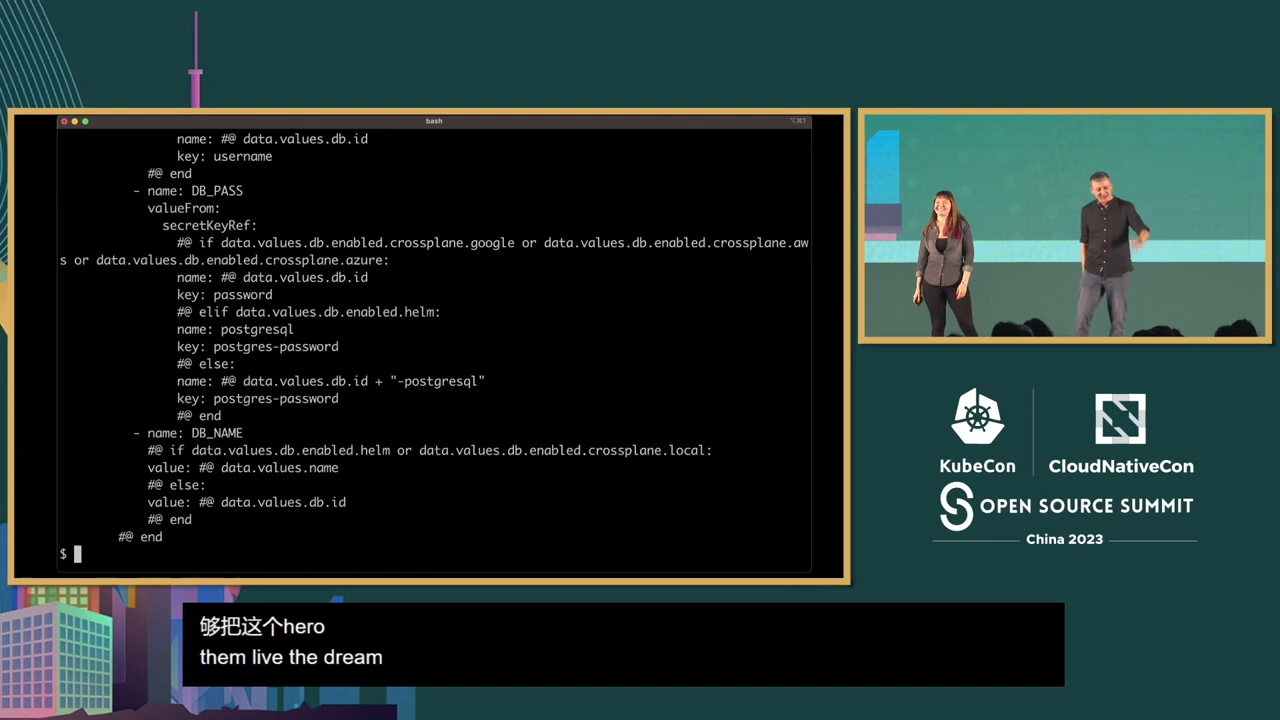 bash
⌥⌘1
name: #@ data.values.db.id
key: username
#@ end
- name: DB_PASS
valueFrom:
secretKeyRef:
#@ if data.values.db.enabled.crossplane.google or data.values.db.enabled.crossplane.aw
s or data.values.db.enabled.crossplane.azure:
name: #@ data.values.db.id
key: password
#@ elif data.values.db.enabled.helm:
name: postgresql
key: postgres-password
#@ else:
name: #@ data.values.db.id + "-postgresql"
key: postgres-password
#@ end
- name: DB_NAME
#@ if data.values.db.enabled.helm or data.values.db.enabled.crossplane.local:
value: #@ data.values.name
#@ else:
value: #@ data.values.db.id
#@ end
#@ end
$
KubeCon
CloudNativeCon
OPEN SOURCE SUMMIT
China 2023
够把这个hero
them live the dream